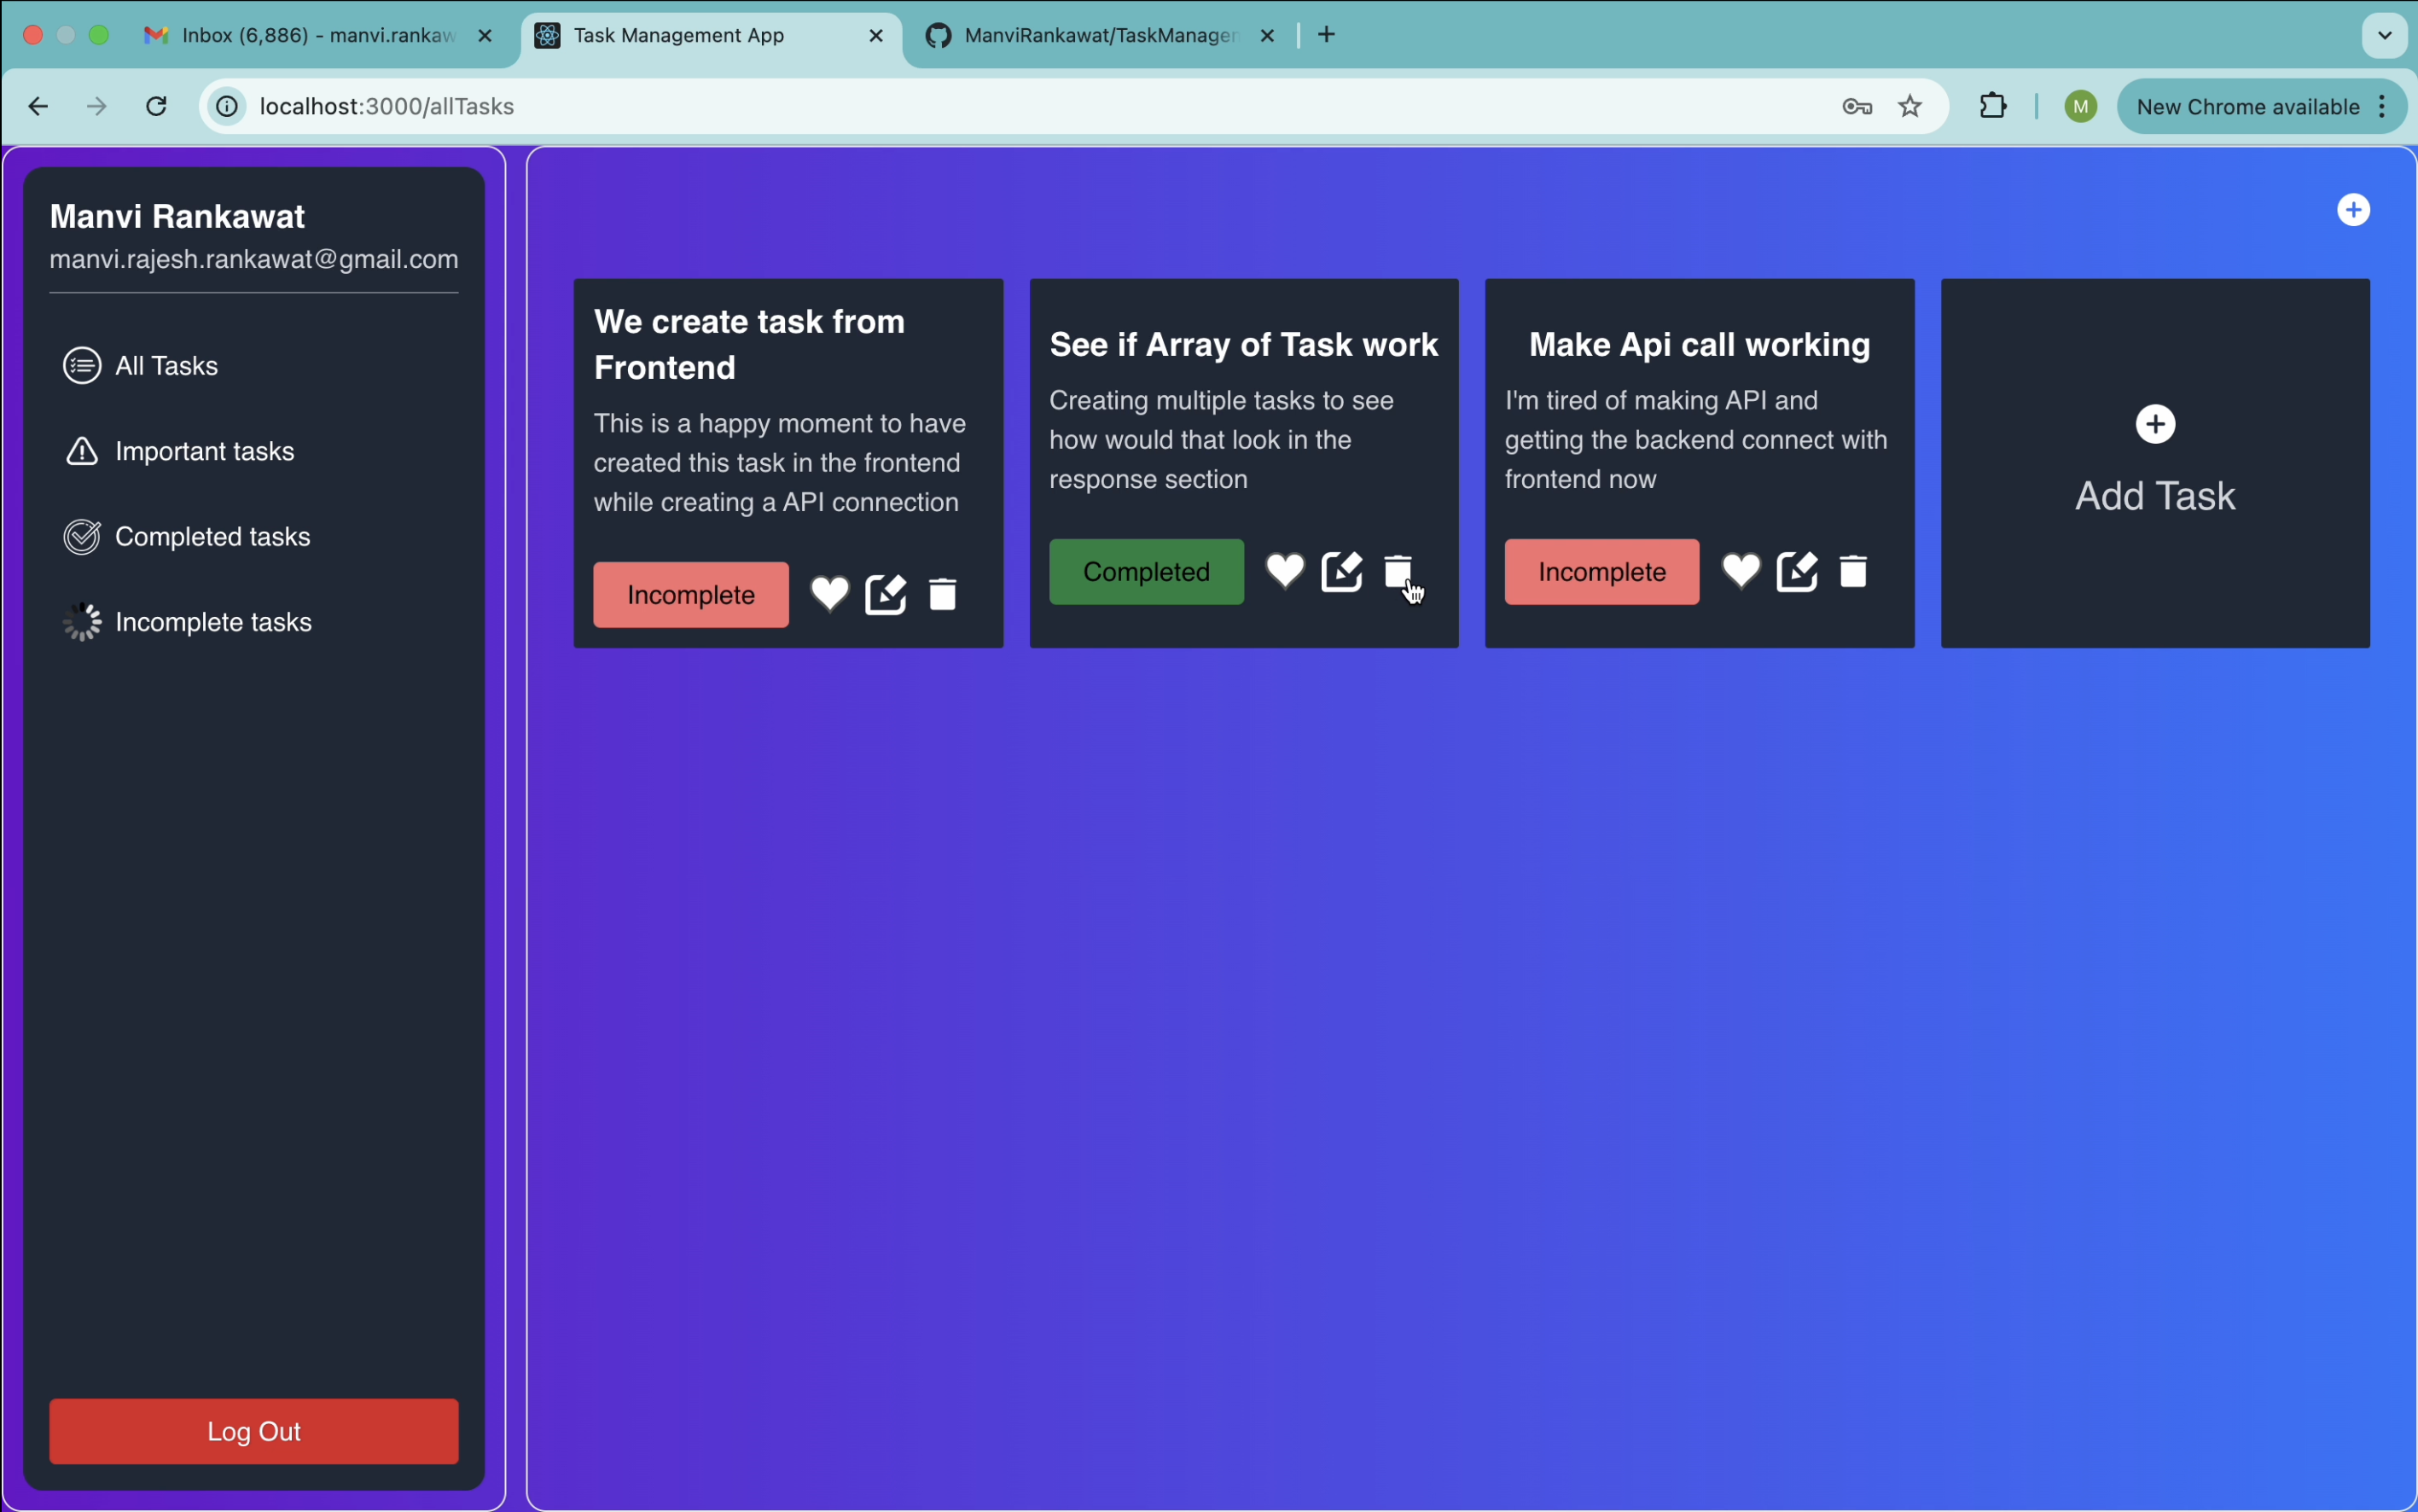 Inbox (6,886) - manvi.rankaw
Task Management App
ManviRankawat/TaskManagem
localhost:3000/allTasks
M
New Chrome available
Manvi Rankawat
manvi.rajesh.rankawat@gmail.com
All Tasks
Important tasks
Completed tasks
Incomplete tasks
Log Out
We create task from
Frontend
This is a happy moment to have
created this task in the frontend
while creating a API connection
Incomplete
See if Array of Task work
Creating multiple tasks to see
how would that look in the
response section
Completed
Make Api call working
I'm tired of making API and
getting the backend connect with
frontend now
Incomplete
Add Task